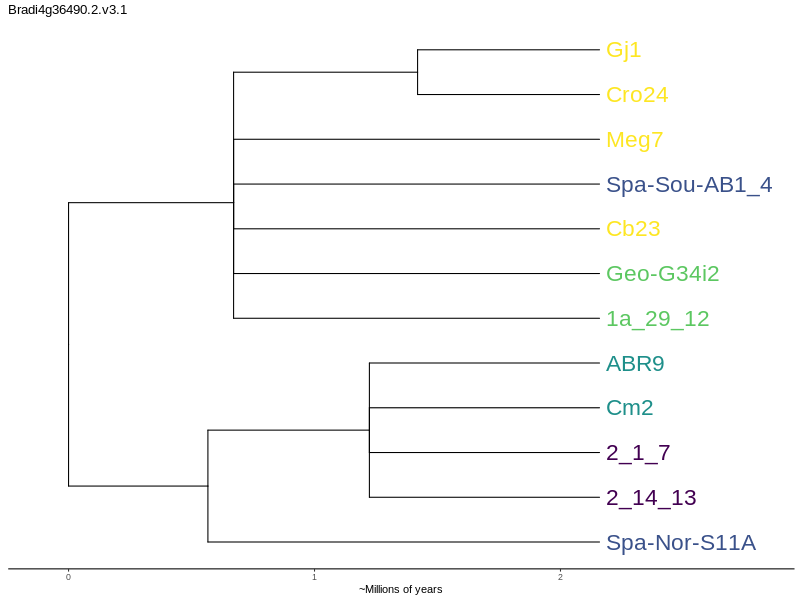 Bradi4g36490.2.v3.1
Gj1
Cro24
Meg7
Spa-Sou-AB1_4
Cb23
Geo-G34i2
1a_29_12
ABR9
Cm2
2_1_7
2_14_13
Spa-Nor-S11A
0 1 2
~Millions of years